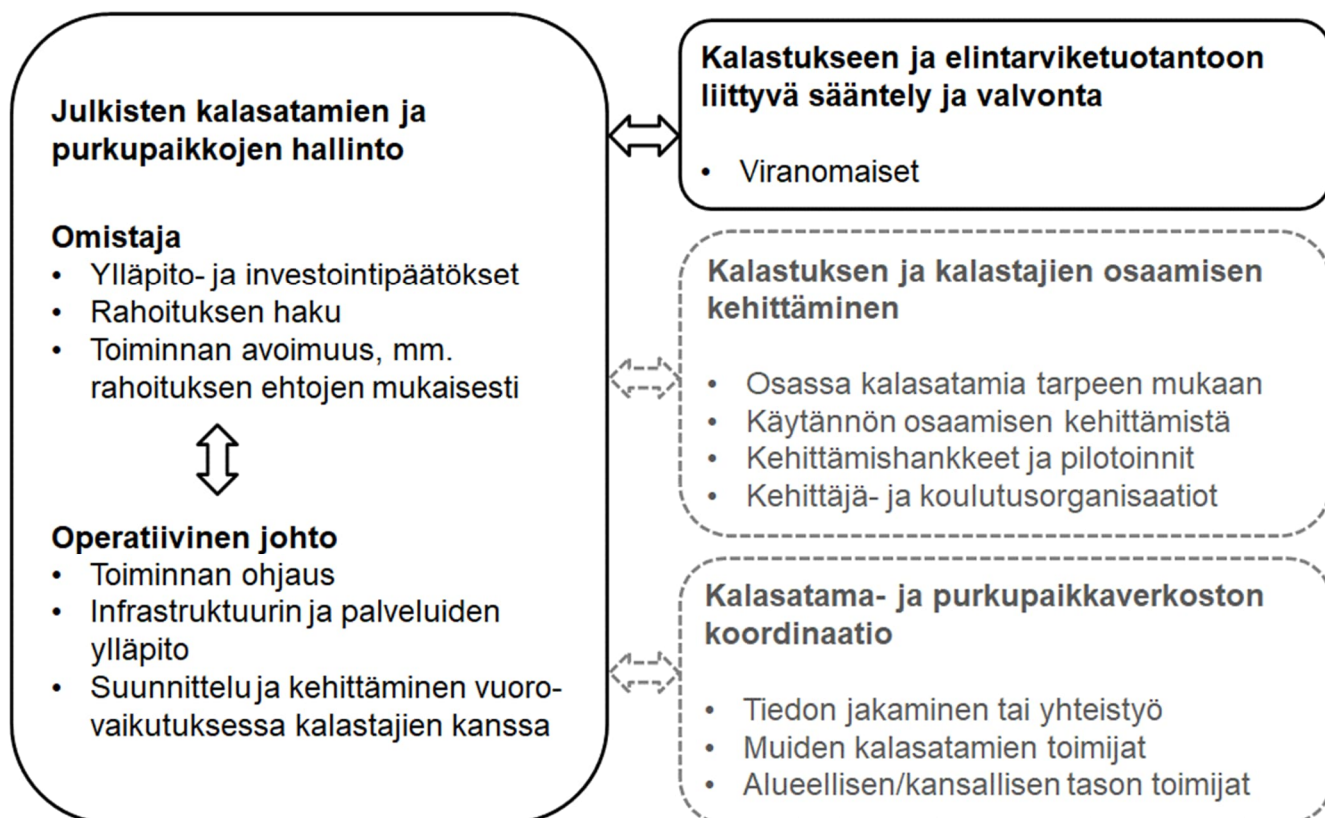 Julkisten kalasatamien ja
purkupaikkojen hallinto
Omistaja
• Ylläpito- ja investointipäätökset
• Rahoituksen haku
• Toiminnan avoimuus, mm.
rahoituksen ehtojen mukaisesti
Operatiivinen johto
• Toiminnan ohjaus
• Infrastruktuurin ja palveluiden
ylläpito
• Suunnittelu ja kehittäminen vuoro-
vaikutuksessa kalastajien kanssa
Kalastukseen ja elintarviketuotantoon
liittyvä sääntely ja valvonta
• Viranomaiset
Kalastuksen ja kalastajien osaamisen
kehittäminen
• Osassa kalasatamia tarpeen mukaan
• Käytännön osaamisen kehittämistä
• Kehittämishankkeet ja pilotoinnit
• Kehittäjä- ja koulutusorganisaatiot
Kalasatama- ja purkupaikkaverkoston
koordinaatio
• Tiedon jakaminen tai yhteistyö
• Muiden kalasatamien toimijat
• Alueellisen/kansallisen tason toimijat